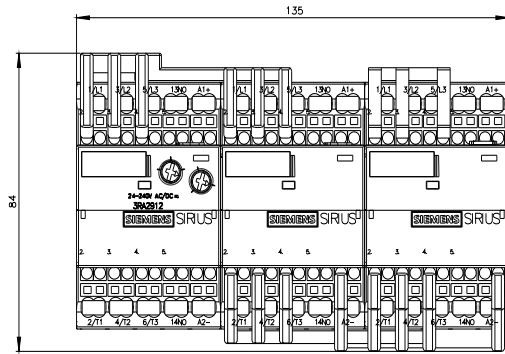 135
84
1/L1 3/L2 5/L3 13NO A1+ 1/L1 3/L2 5/L3 13NO A1+ 1/L1 3/L2 5/L3 13NO A1+
24-240V AC/DC
3RA2912
SIEMENS SIRIUS SIEMENS SIRIUS SIEMENS SIRIUS
2. 3. 4. 5. 2. 3. 4. 5. 2. 3. 4. 5.
2/T1 4/T2 6/T3 14NO A2- 2/T1 4/T2 6/T3 14NO A2- 2/T1 4/T2 6/T3 14NO A2-